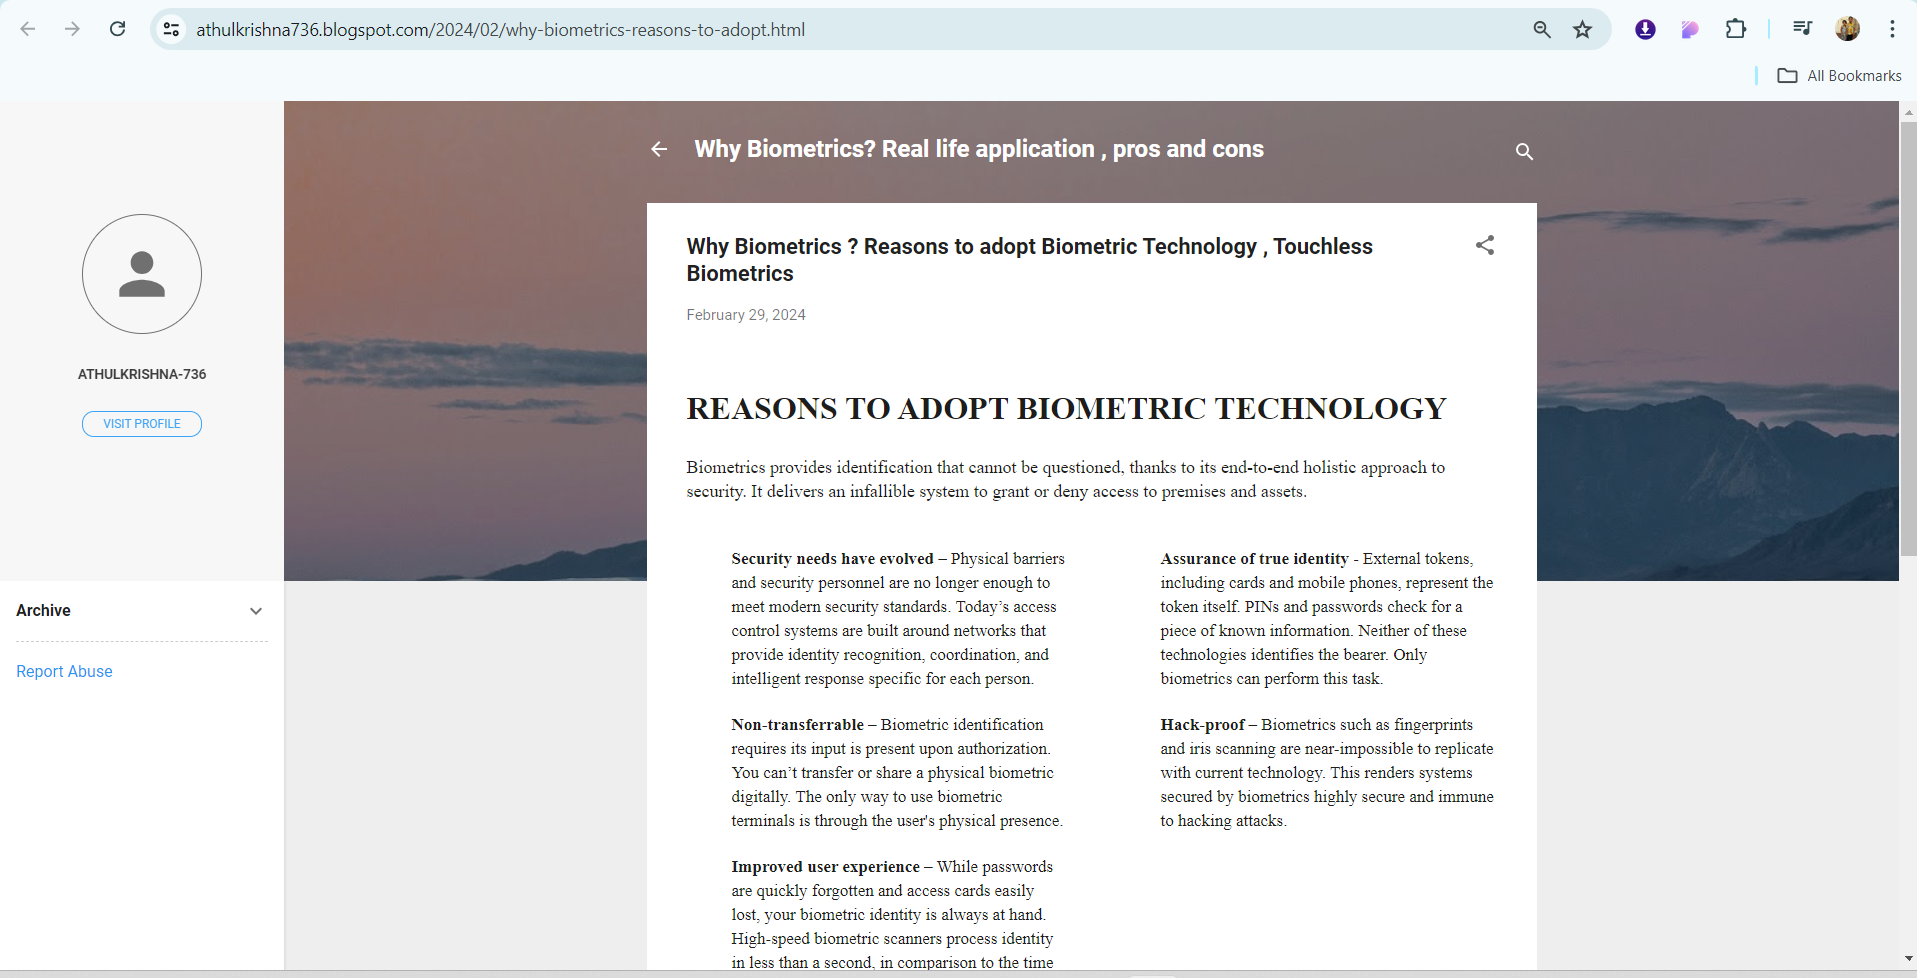 athulkrishna736.blogspot.com/2024/02/why-biometrics-reasons-to-adopt.html
All Bookmarks
Why Biometrics? Real life application , pros and cons
ATHULKRISHNA-736
VISIT PROFILE
Archive
Report Abuse
Why Biometrics ? Reasons to adopt Biometric Technology , Touchless
Biometrics
February 29, 2024
REASONS TO ADOPT BIOMETRIC TECHNOLOGY
Biometrics provides identification that cannot be questioned, thanks to its end-to-end holistic approach to
security. It delivers an infallible system to grant or deny access to premises and assets.
Security needs have evolved – Physical barriers
and security personnel are no longer enough to
meet modern security standards. Today’s access
control systems are built around networks that
provide identity recognition, coordination, and
intelligent response specific for each person.
Non-transferrable – Biometric identification
requires its input is present upon authorization.
You can’t transfer or share a physical biometric
digitally. The only way to use biometric
terminals is through the user's physical presence.
Improved user experience – While passwords
are quickly forgotten and access cards easily
lost, your biometric identity is always at hand.
High-speed biometric scanners process identity
in less than a second, in comparison to the time
Assurance of true identity - External tokens,
including cards and mobile phones, represent the
token itself. PINs and passwords check for a
piece of known information. Neither of these
technologies identifies the bearer. Only
biometrics can perform this task.
Hack-proof – Biometrics such as fingerprints
and iris scanning are near-impossible to replicate
with current technology. This renders systems
secured by biometrics highly secure and immune
to hacking attacks.